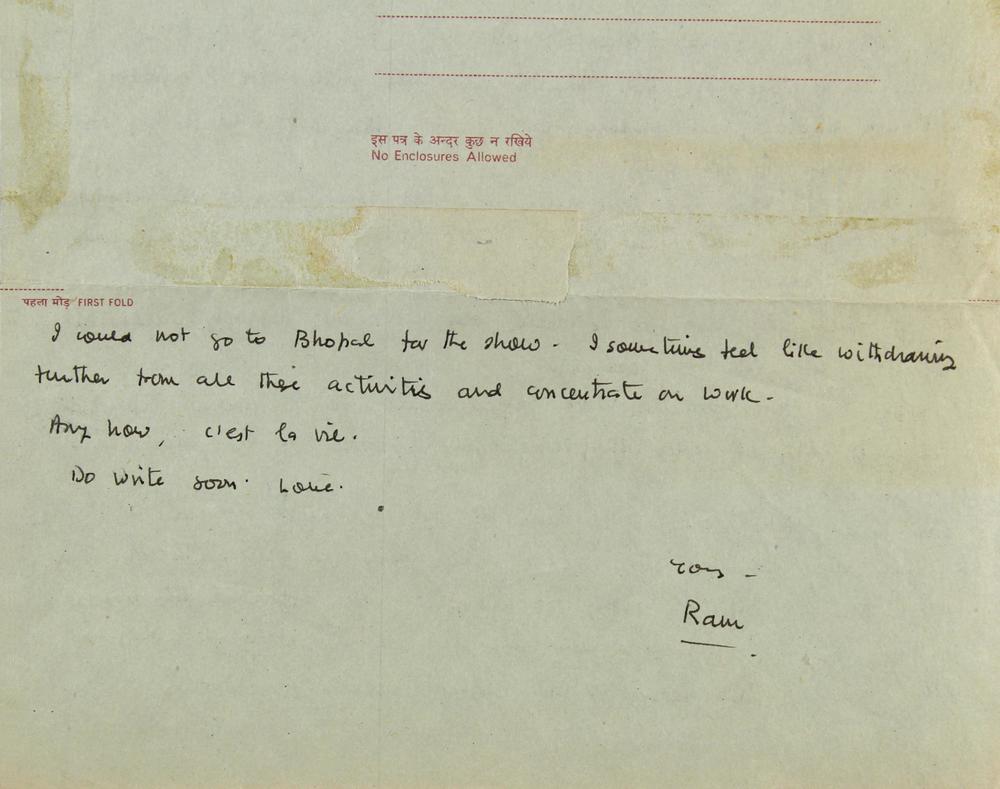 इस पत्र के अन्दर कुछ न रखिये
No Enclosures Allowed
पहला मोड़ FIRST FOLD
I could not go to Bhopal for the show. I sometimes feel like withdrawing
further from all these activities and concentrate on work.
Any how, c'est la vie.
Do write soon. Love.
Yours
Ram